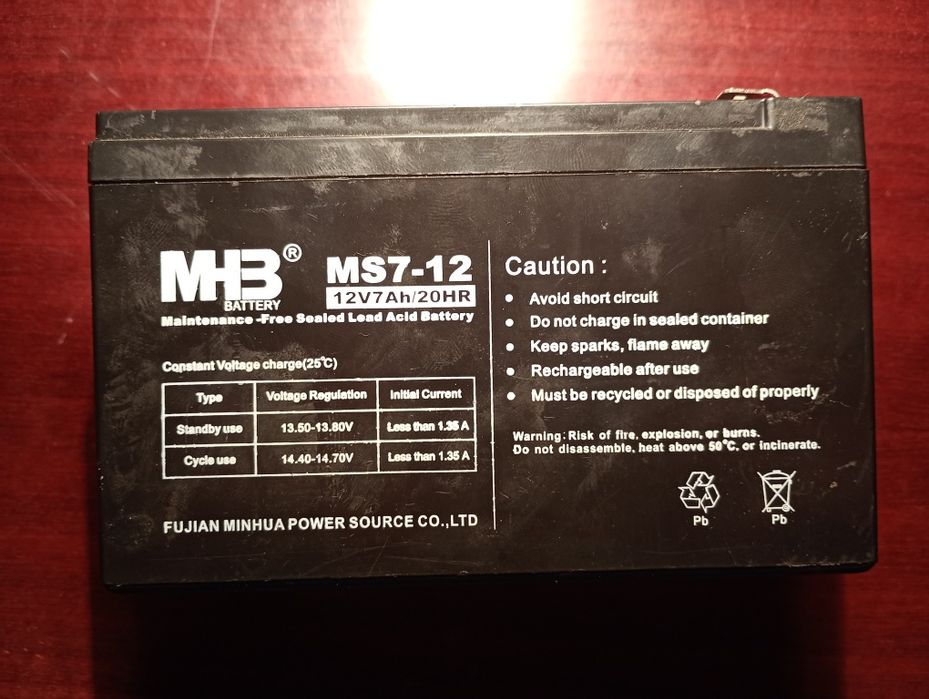 MHB®
BATTERY
MS7-12
12V7Ah/20HR
Maintenance -Free Sealed Lead Acid Battery
Constant Voltage charge(25℃)
Type Voltage Regulation Initial Current
Standby use 13.50-13.80V Less than 1.35 A
Cycle use 14.40-14.70V Less than 1.35 A
FUJIAN MINHUA POWER SOURCE CO.,LTD
Caution :
● Avoid short circuit
● Do not charge in sealed container
● Keep sparks, flame away
● Rechargeable after use
● Must be recycled or disposed of properly
Warning: Risk of fire, explosion, or burns.
Do not disassemble, heat above 50℃, or incinerate.
Pb Pb